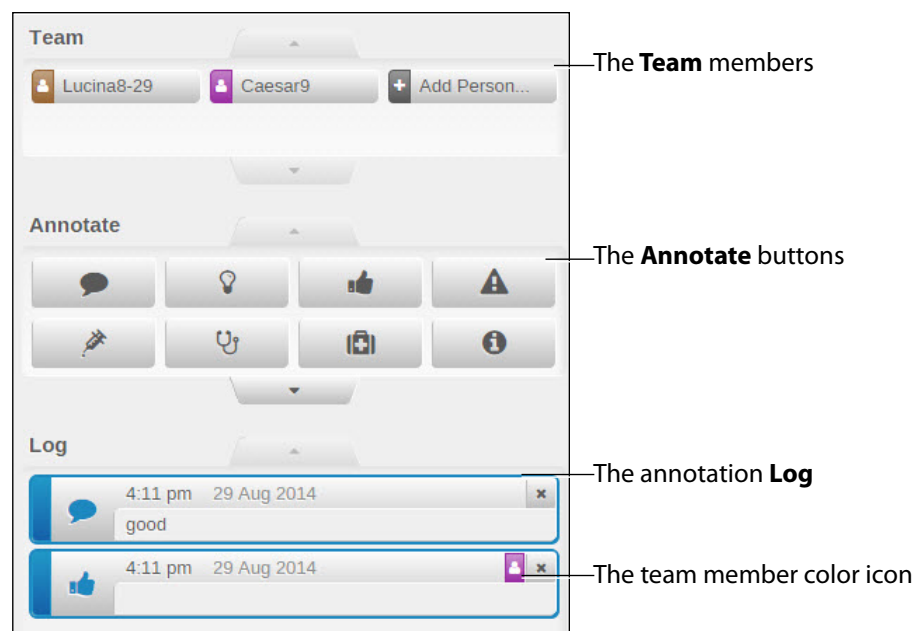 Team
The Team members
Lucina8-29
Caesar9
Add Person...
Annotate
The Annotate buttons
Log
The annotation Log
4:11 pm 29 Aug 2014
good
4:11 pm 29 Aug 2014
The team member color icon